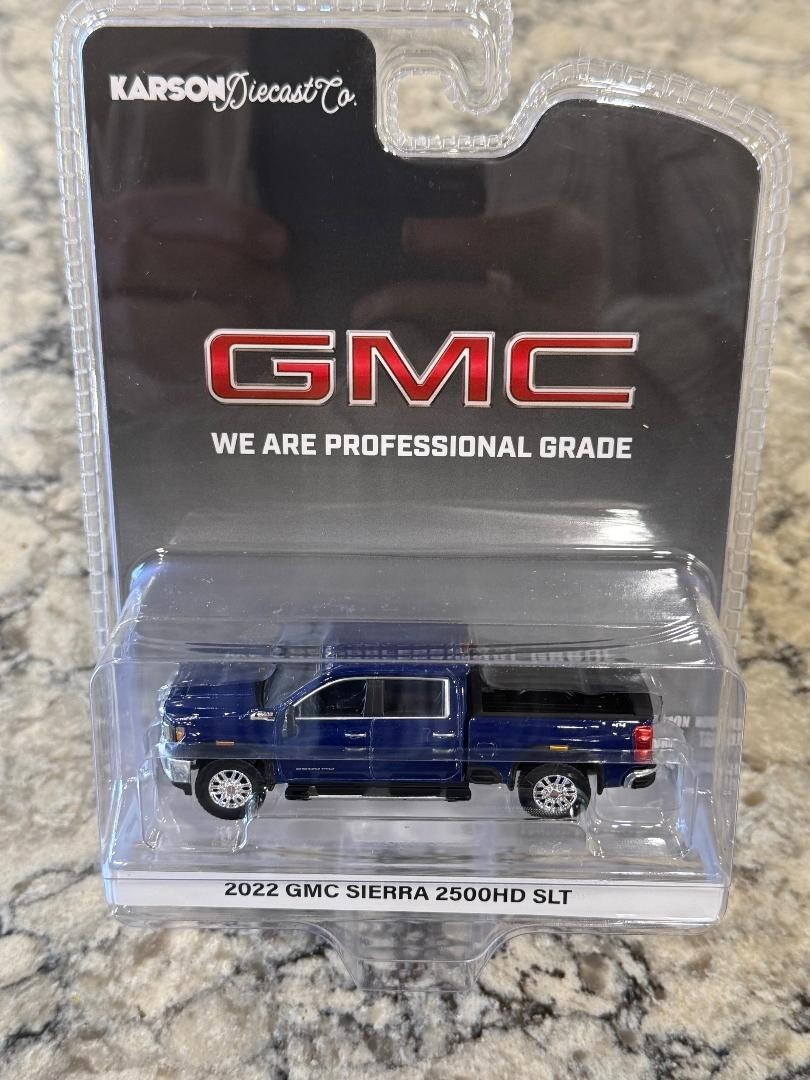 KARSON Diecast Co.
GMC
WE ARE PROFESSIONAL GRADE
2022 GMC SIERRA 2500HD SLT